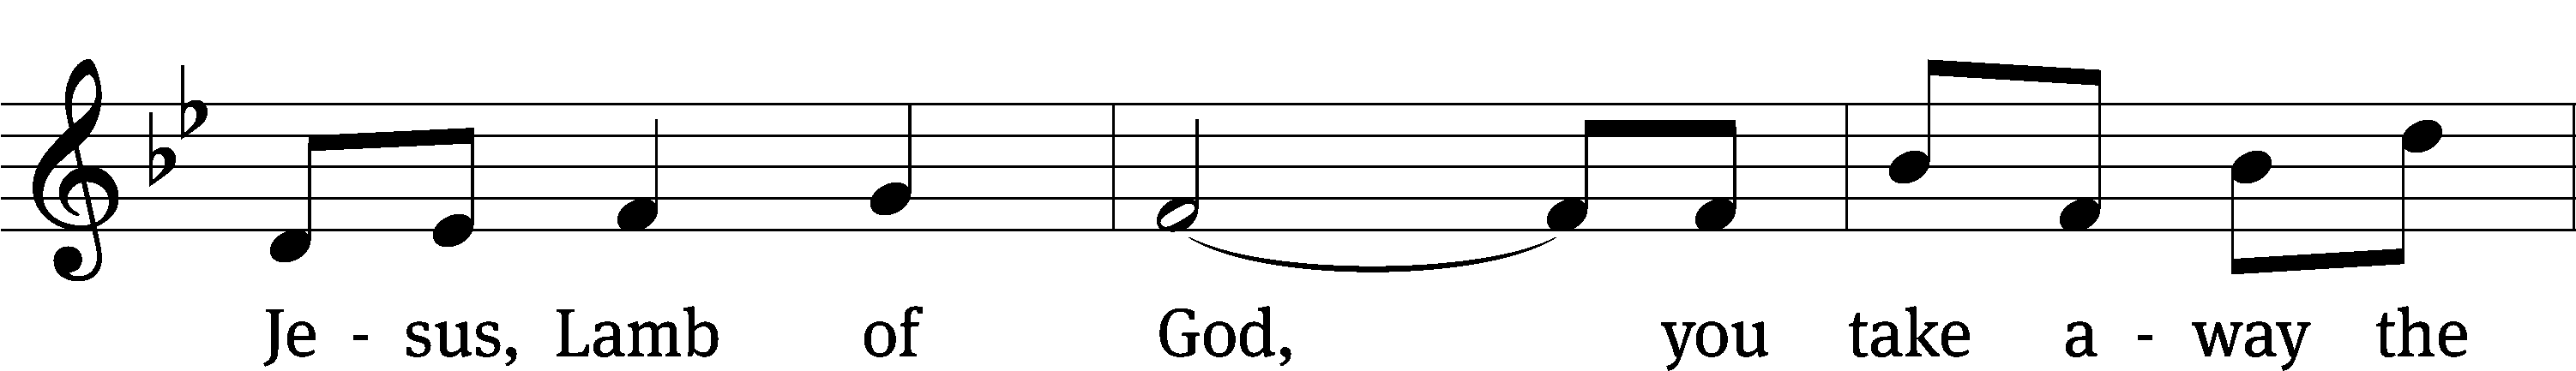 Je - sus, Lamb of God, you take a - way the